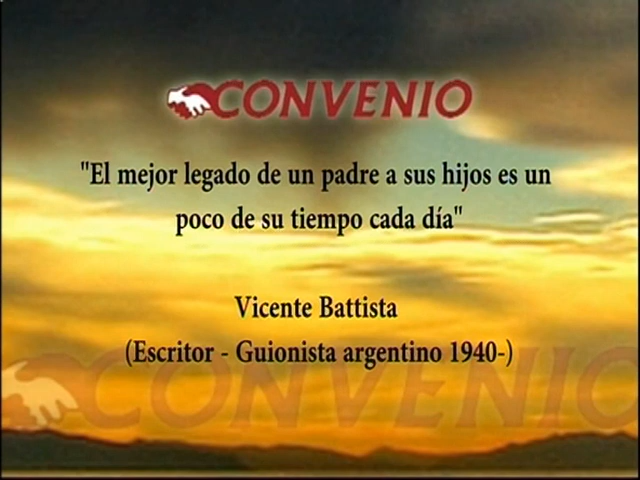 CONVENIO
"El mejor legado de un padre a sus hijos es un
poco de su tiempo cada día"
Vicente Battista
(Escritor - Guionista argentino 1940-)
CONVENIO